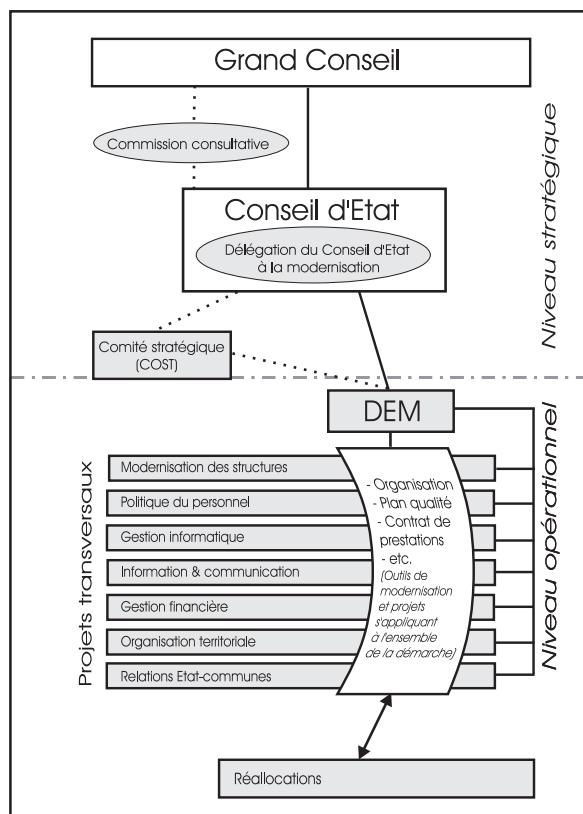 Grand Conseil
Commission consultative
Conseil d'Etat
Délégation du Conseil d'Etat
à la modernisation
Niveau stratégique
Comité stratégique
(COST)
DEM
Projets transversaux
Modernisation des structures
Politique du personnel
Gestion informatique
Information & communication
Gestion financière
Organisation territoriale
Relations Etat-communes
- Organisation
- Plan qualité
- Contrat de
prestations
- etc.
(Outils de
modernisation
et projets
s'appliquant
à l'ensemble
de la démarche)
Niveau opérationnel
Réallocations